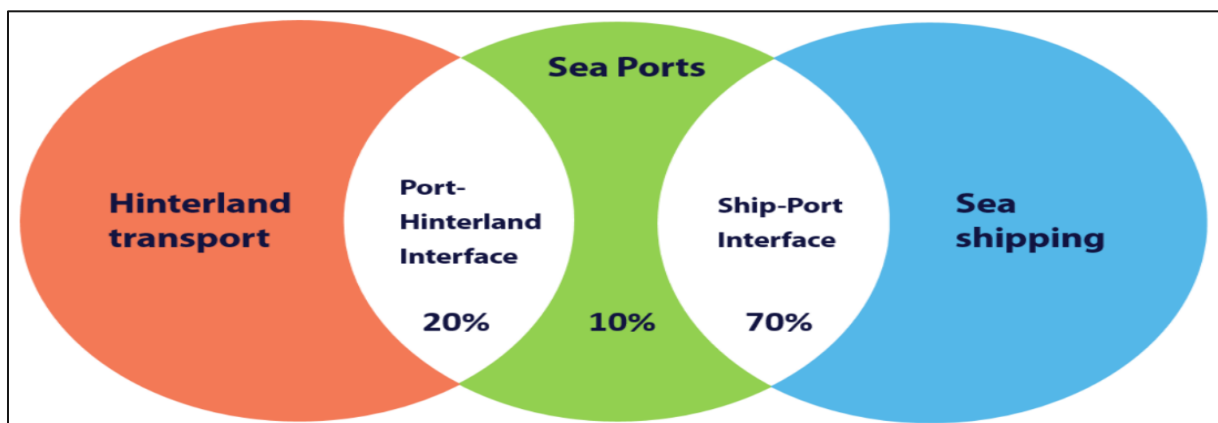 Sea Ports
Hinterland
transport
Port-
Hinterland
Interface
Ship-Port
Interface
Sea
shipping
20%
10%
70%